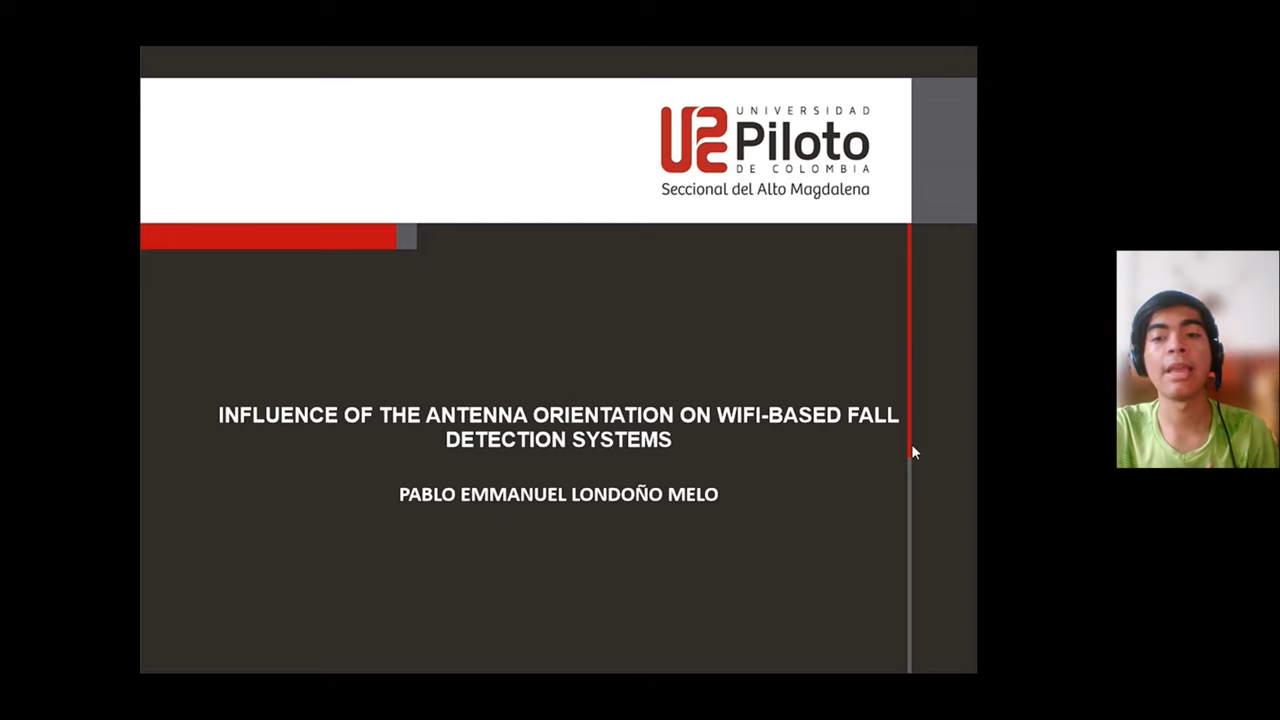 UNIVERSIDAD
UPC Piloto
DE COLOMBIA
Seccional del Alto Magdalena
INFLUENCE OF THE ANTENNA ORIENTATION ON WIFI-BASED FALL
DETECTION SYSTEMS
PABLO EMMANUEL LONDOÑO MELO